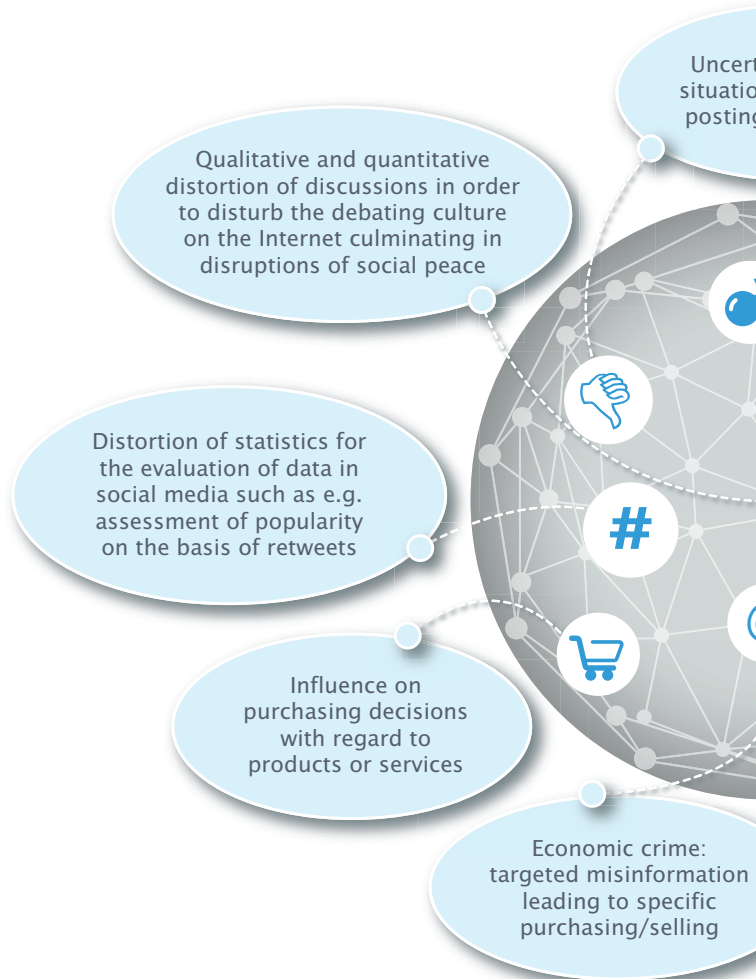 situatio
posting
Qualitative and quantitative
distortion of discussions in order
to disturb the debating culture
on the Internet culminating in
disruptions of social peace
Distortion of statistics for
the evaluation of data in
social media such as e.g.
assessment of popularity
on the basis of retweets
#
Influence on
purchasing decisions
with regard to
products or services
Economic crime:
targeted misinformation
leading to specific
purchasing/selling